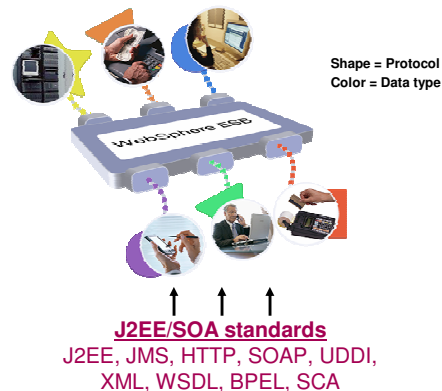 Shape = Protocol
Color = Data type
WebSphere ESB
J2EE/SOA standards
J2EE, JMS, HTTP, SOAP, UDDI,
XML, WSDL, BPEL, SCA